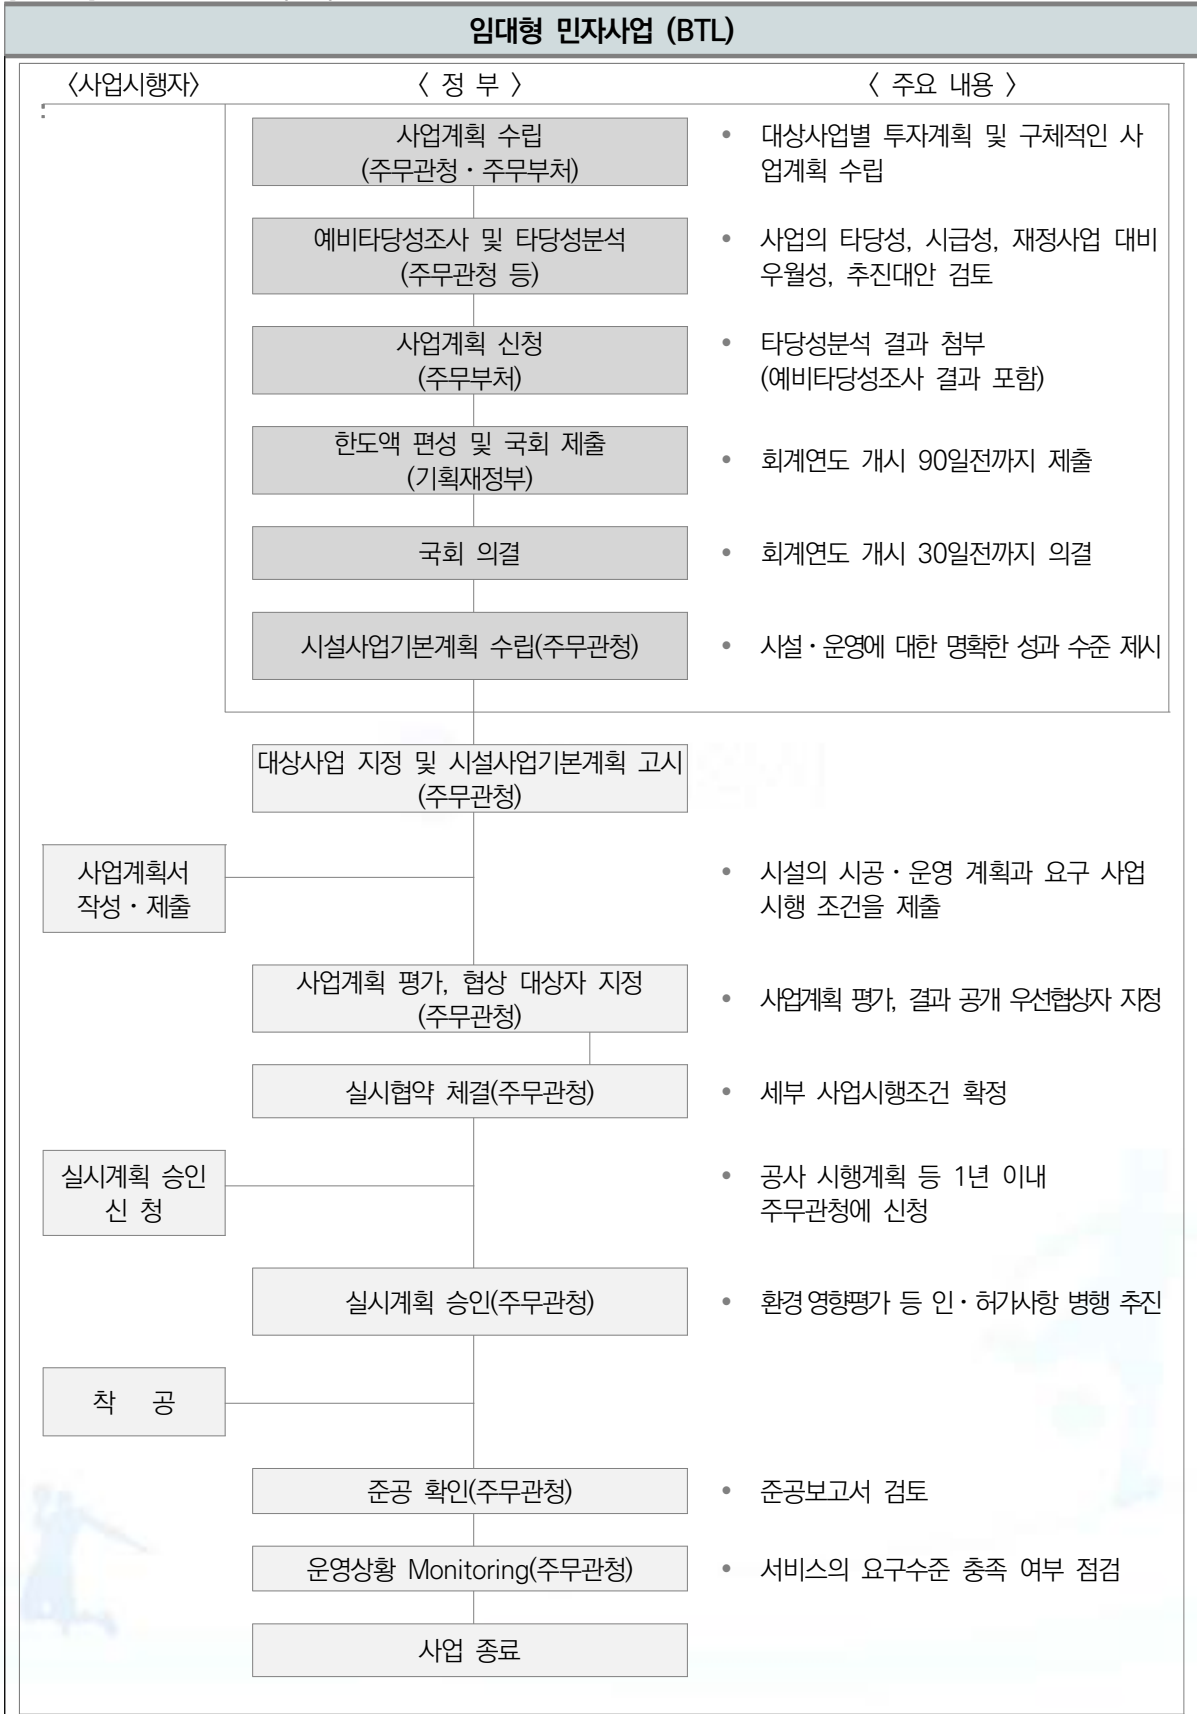 임대형 민자사업 (BTL)
〈사업시행자〉
〈 정 부 〉
〈 주요 내용 〉
사업계획 수립
(주무관청·주무부처)
• 대상사업별 투자계획 및 구체적인 사
업계획 수립
예비타당성조사 및 타당성분석
(주무관청 등)
• 사업의 타당성, 시급성, 재정사업 대비
우월성, 추진대안 검토
사업계획 신청
(주무부처)
• 타당성분석 결과 첨부
(예비타당성조사 결과 포함)
한도액 편성 및 국회 제출
(기획재정부)
• 회계연도 개시 90일전까지 제출
국회 의결
• 회계연도 개시 30일전까지 의결
시설사업기본계획 수립(주무관청)
• 시설·운영에 대한 명확한 성과 수준 제시
대상사업 지정 및 시설사업기본계획 고시
(주무관청)
사업계획서
작성·제출
• 시설의 시공·운영 계획과 요구 사업
시행 조건을 제출
사업계획 평가, 협상 대상자 지정
(주무관청)
• 사업계획 평가, 결과 공개 우선협상자 지정
실시협약 체결(주무관청)
• 세부 사업시행조건 확정
실시계획 승인
신 청
• 공사 시행계획 등 1년 이내
주무관청에 신청
실시계획 승인(주무관청)
• 환경 영향평가 등 인·허가사항 병행 추진
착 공
준공 확인(주무관청)
• 준공보고서 검토
운영상황 Monitoring(주무관청)
• 서비스의 요구수준 충족 여부 점검
사업 종료